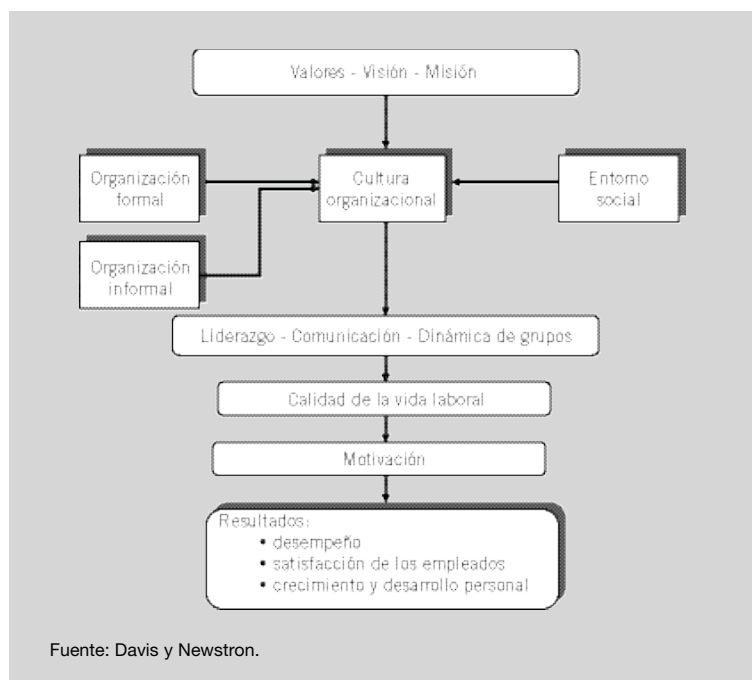 Valores - Visión - Misión
Organización
formal
Cultura
organizacional
Entorno
social
Organización
informal
Liderazgo - Comunicación - Dinámica de grupos
Calidad de la vida laboral
Motivación
Resultados:
• desempeño
• satisfacción de los empleados
• crecimiento y desarrollo personal
Fuente: Davis y Newstron.